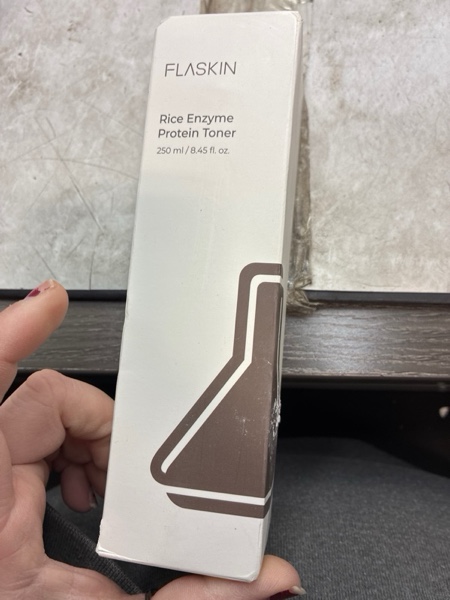 FLASKIN
Rice Enzyme
Protein Toner
250 ml / 8.45 fl. oz.